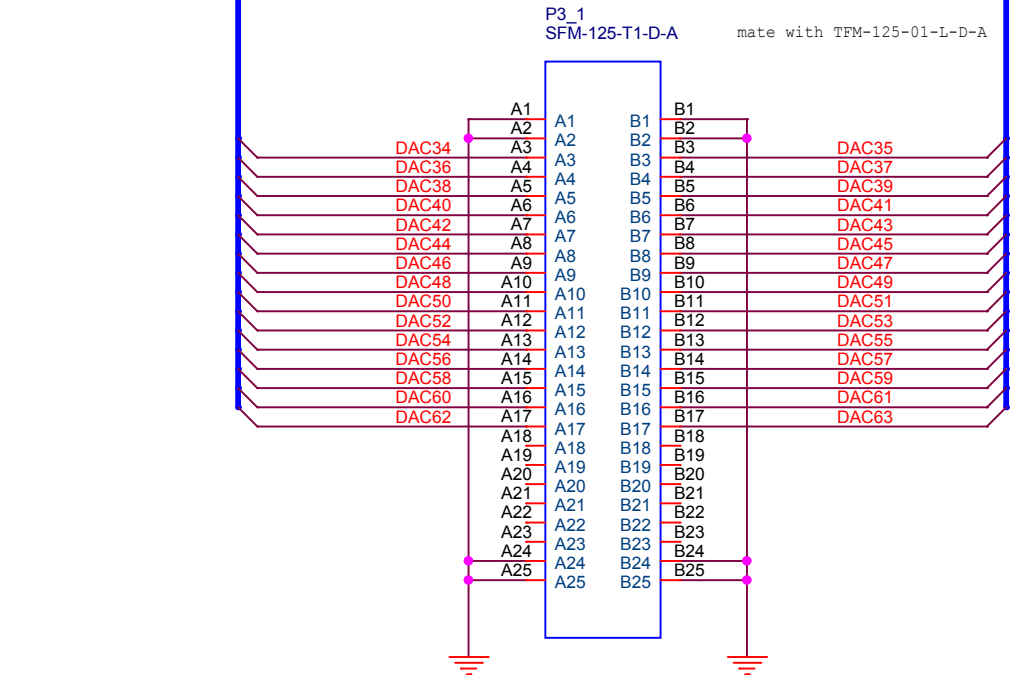 P3_1
SFM-125-T1-D-A mate with TFM-125-01-L-D-A
A1 A1 B1 B1
A2 A2 B2 B2
DAC34 A3 A3 B3 B3 DAC35
DAC36 A4 A4 B4 B4 DAC37
DAC38 A5 A5 B5 B5 DAC39
DAC40 A6 A6 B6 B6 DAC41
DAC42 A7 A7 B7 B7 DAC43
DAC44 A8 A8 B8 B8 DAC45
DAC46 A9 A9 B9 B9 DAC47
DAC48 A10 A10 B10 B10 DAC49
DAC50 A11 A11 B11 B11 DAC51
DAC52 A12 A12 B12 B12 DAC53
DAC54 A13 A13 B13 B13 DAC55
DAC56 A14 A14 B14 B14 DAC57
DAC58 A15 A15 B15 B15 DAC59
DAC60 A16 A16 B16 B16 DAC61
DAC62 A17 A17 B17 B17 DAC63
A18 A18 B18 B18
A19 A19 B19 B19
A20 A20 B20 B20
A21 A21 B21 B21
A22 A22 B22 B22
A23 A23 B23 B23
A24 A24 B24 B24
A25 A25 B25 B25